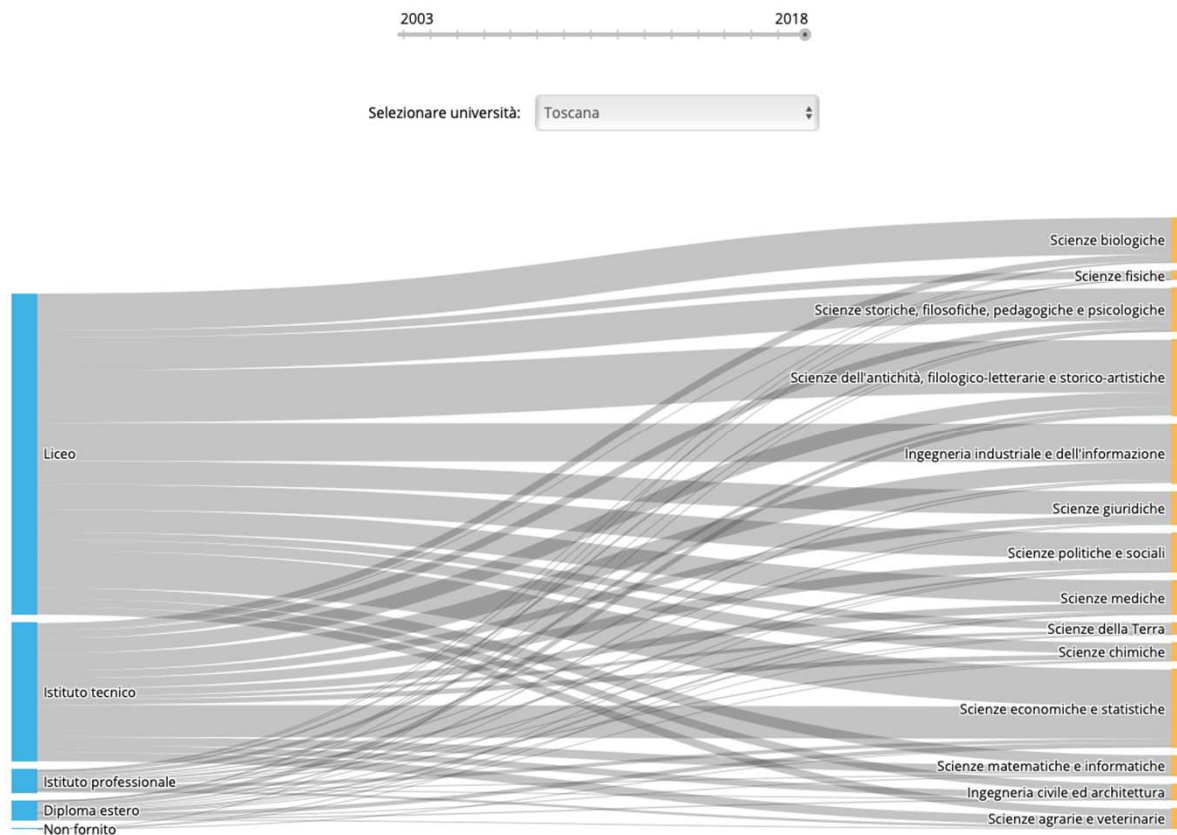 2003
2018
Selezionare università:
Toscana
Scienze biologiche
Scienze fisiche
Scienze storiche, filosofiche, pedagogiche e psicologiche
Scienze dell'antichità, filologico-letterarie e storico-artistiche
Liceo
Ingegneria industriale e dell'informazione
Scienze giuridiche
Scienze politiche e sociali
Scienze mediche
Scienze della Terra
Scienze chimiche
Istituto tecnico
Scienze economiche e statistiche
Scienze matematiche e informatiche
Istituto professionale
Ingegneria civile ed architettura
Diploma estero
Scienze agrarie e veterinarie
Non fornito